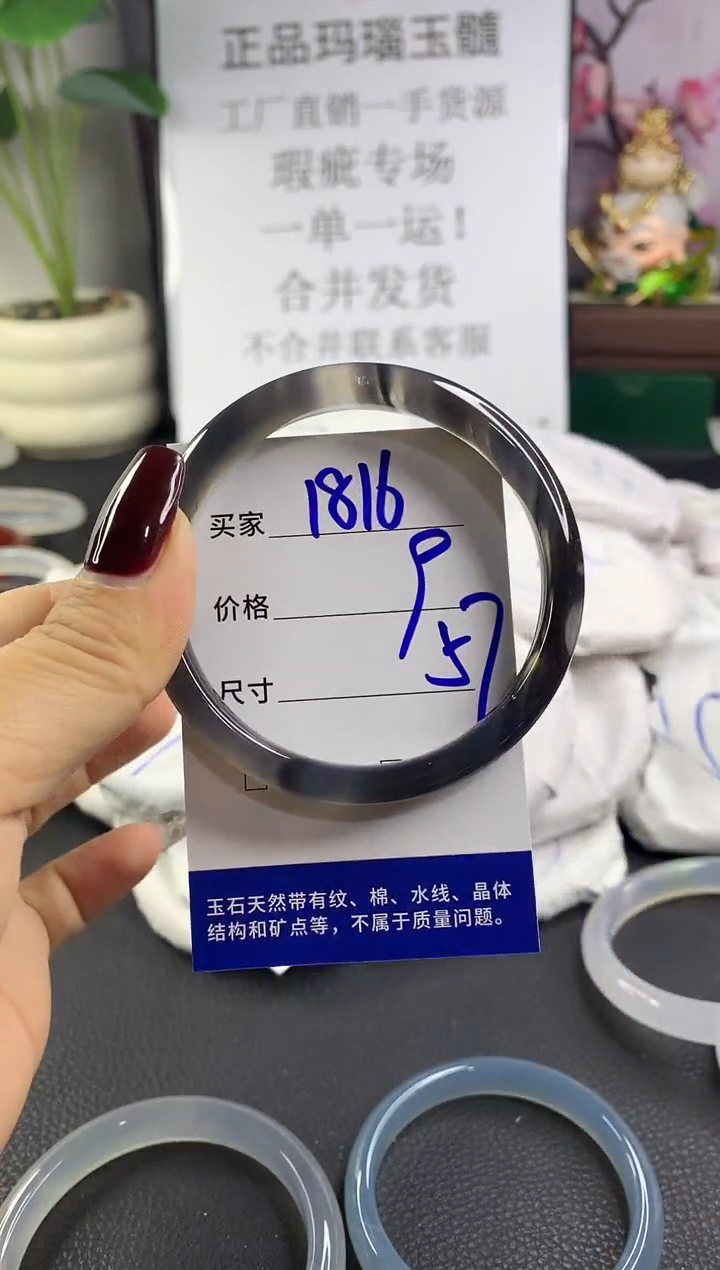 正品玛瑙玉髓
工厂直销一手货源
瑕疵专场
一单一运！
合并发货
不合并联系客服
买家 1816
价格 9
尺寸 57
玉石天然带有纹、棉、水线、晶体
结构和矿点等，不属于质量问题。